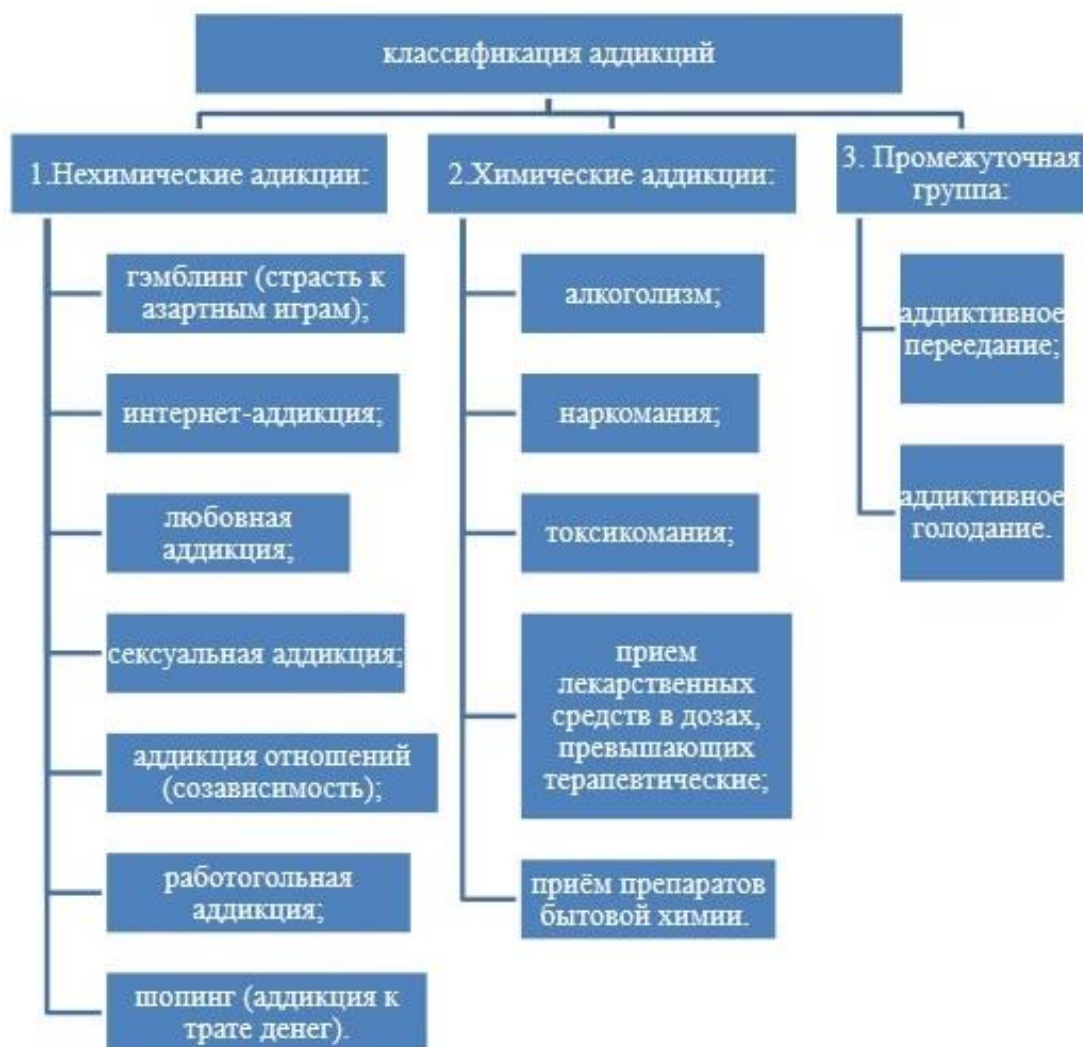 классификация аддикций
1.Нехимические адикции:
гэмблинг (страсть к
азартным играм);
интернет-аддикция;
любовная
аддикция;
сексуальная аддикция;
аддикция отношений
(созависимость);
работогольная
аддикция;
шопинг (аддикция к
трате денег).
2.Химические аддикции:
алкоголизм;
наркомания;
токсикомания;
прием
лекарственных
средств в дозах,
превышающих
терапевтические;
приём препаратов
бытовой химии.
3. Промежуточная
группа:
аддиктивное
переедание;
аддиктивное
голодание.